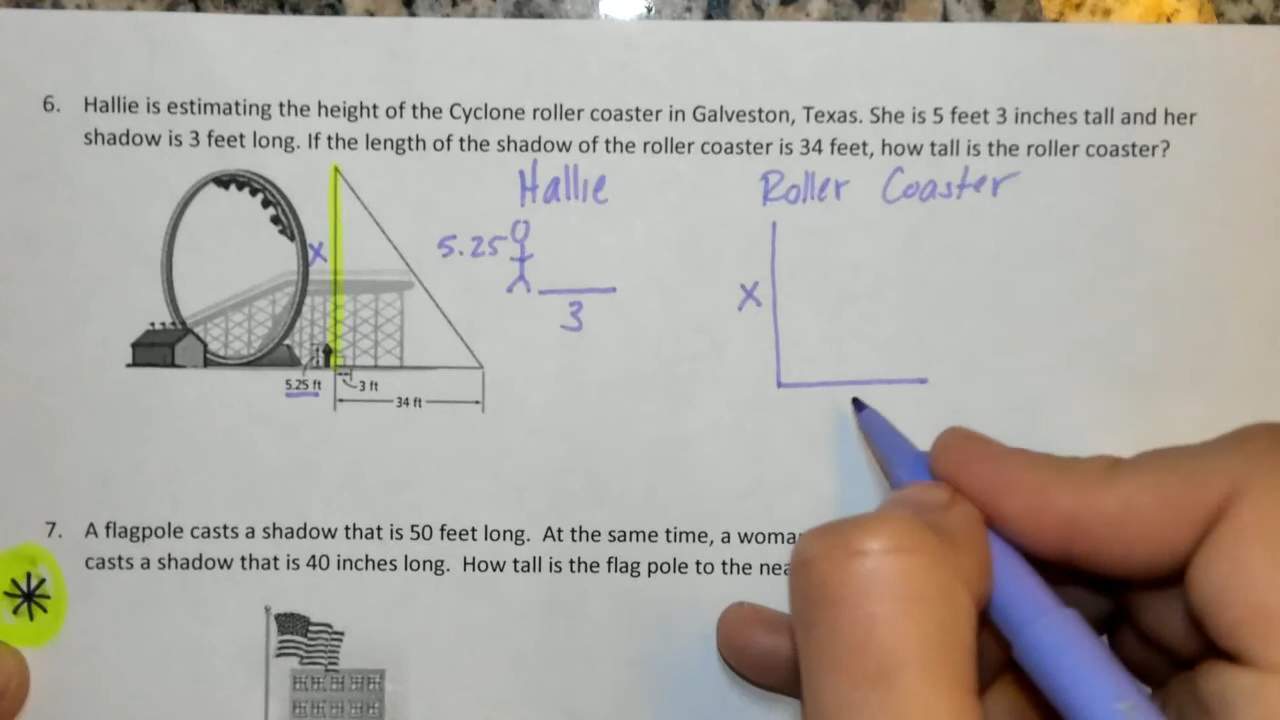 6. Hallie is estimating the height of the Cyclone roller coaster in Galveston, Texas. She is 5 feet 3 inches tall and her
shadow is 3 feet long. If the length of the shadow of the roller coaster is 34 feet, how tall is the roller coaster?
Hallie
Roller Coaster
x
5.25
3
x
5.25 ft
3 ft
34 ft
7. A flagpole casts a shadow that is 50 feet long. At the same time, a
casts a shadow that is 40 inches long. How tall is the flag pole to the
*